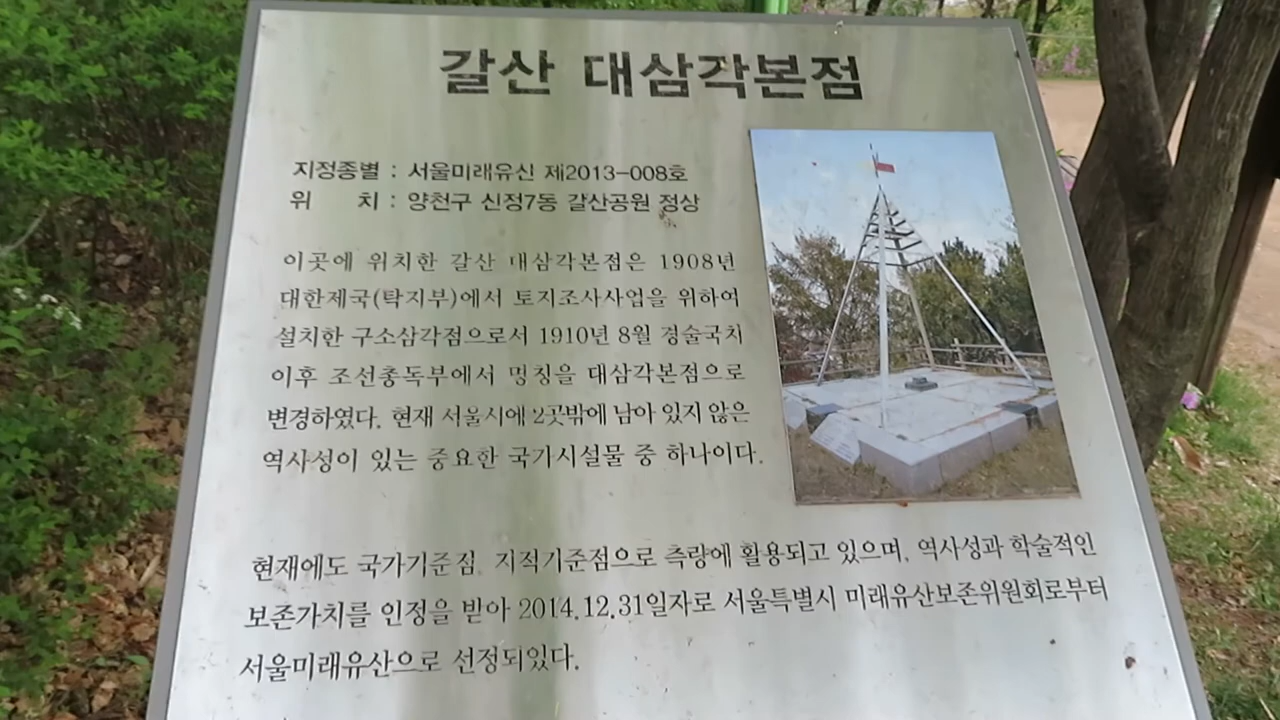 갈산 대삼각본점
지정종별 : 서울미래유산 제2013-008호
위 치 : 양천구 신정7동 갈산공원 정상
이곳에 위치한 갈산 대삼각본점은 1908년
대한제국(탁지부)에서 토지조사사업을 위하여
설치한 구소삼각점으로서 1910년 8월 경술국치
이후 조선총독부에서 명칭을 대삼각본점으로
변경하였다. 현재 서울시에 2곳밖에 남아 있지 않은
역사성이 있는 중요한 국가시설물 중 하나이다.
현재에도 국가기준점, 지적기준점으로 측량에 활용되고 있으며, 역사성과 학술적인
보존가치를 인정을 받아 2014.12.31일자로 서울특별시 미래유산보존위원회로부터
서울미래유산으로 선정되었다.